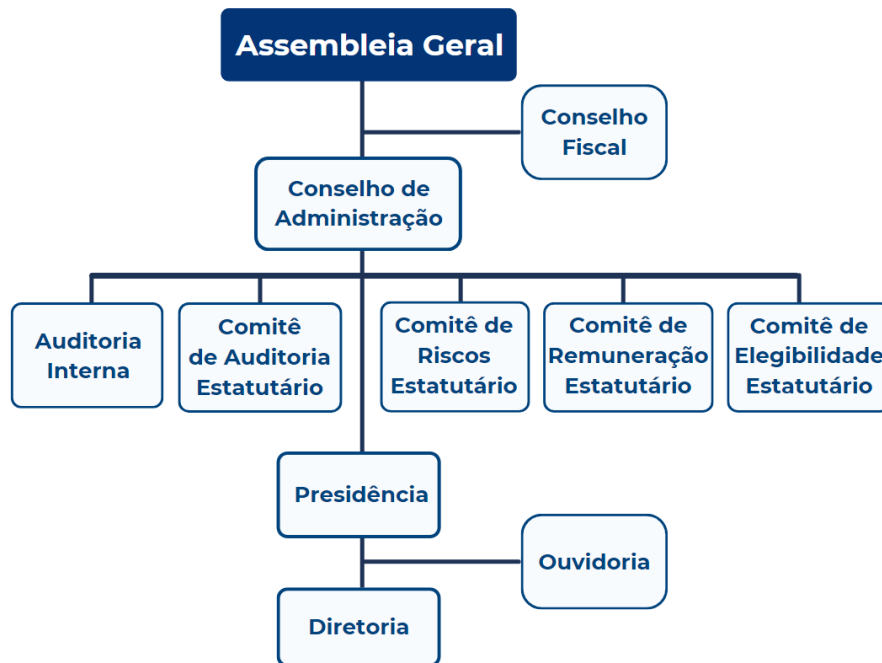 Assembleia Geral
Conselho
Fiscal
Conselho de
Administração
Auditoria
Interna
Comitê
de Auditoria
Estatutário
Comitê de
Riscos
Estatutário
Comitê de
Remuneração
Estatutário
Comitê de
Elegibilidade
Estatutário
Presidência
Ouvidoria
Diretoria